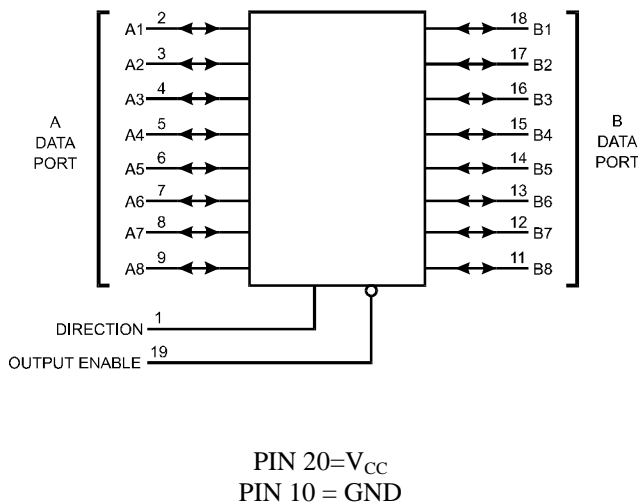 A1 2 18 B1
A2 3 17 B2
A3 4 16 B3
A4 5 15 B4
A5 6 14 B5
A6 7 13 B6
A7 8 12 B7
A8 9 11 B8
A
DATA
PORT
B
DATA
PORT
DIRECTION 1
OUTPUT ENABLE 19
PIN 20=VCC
PIN 10 = GND